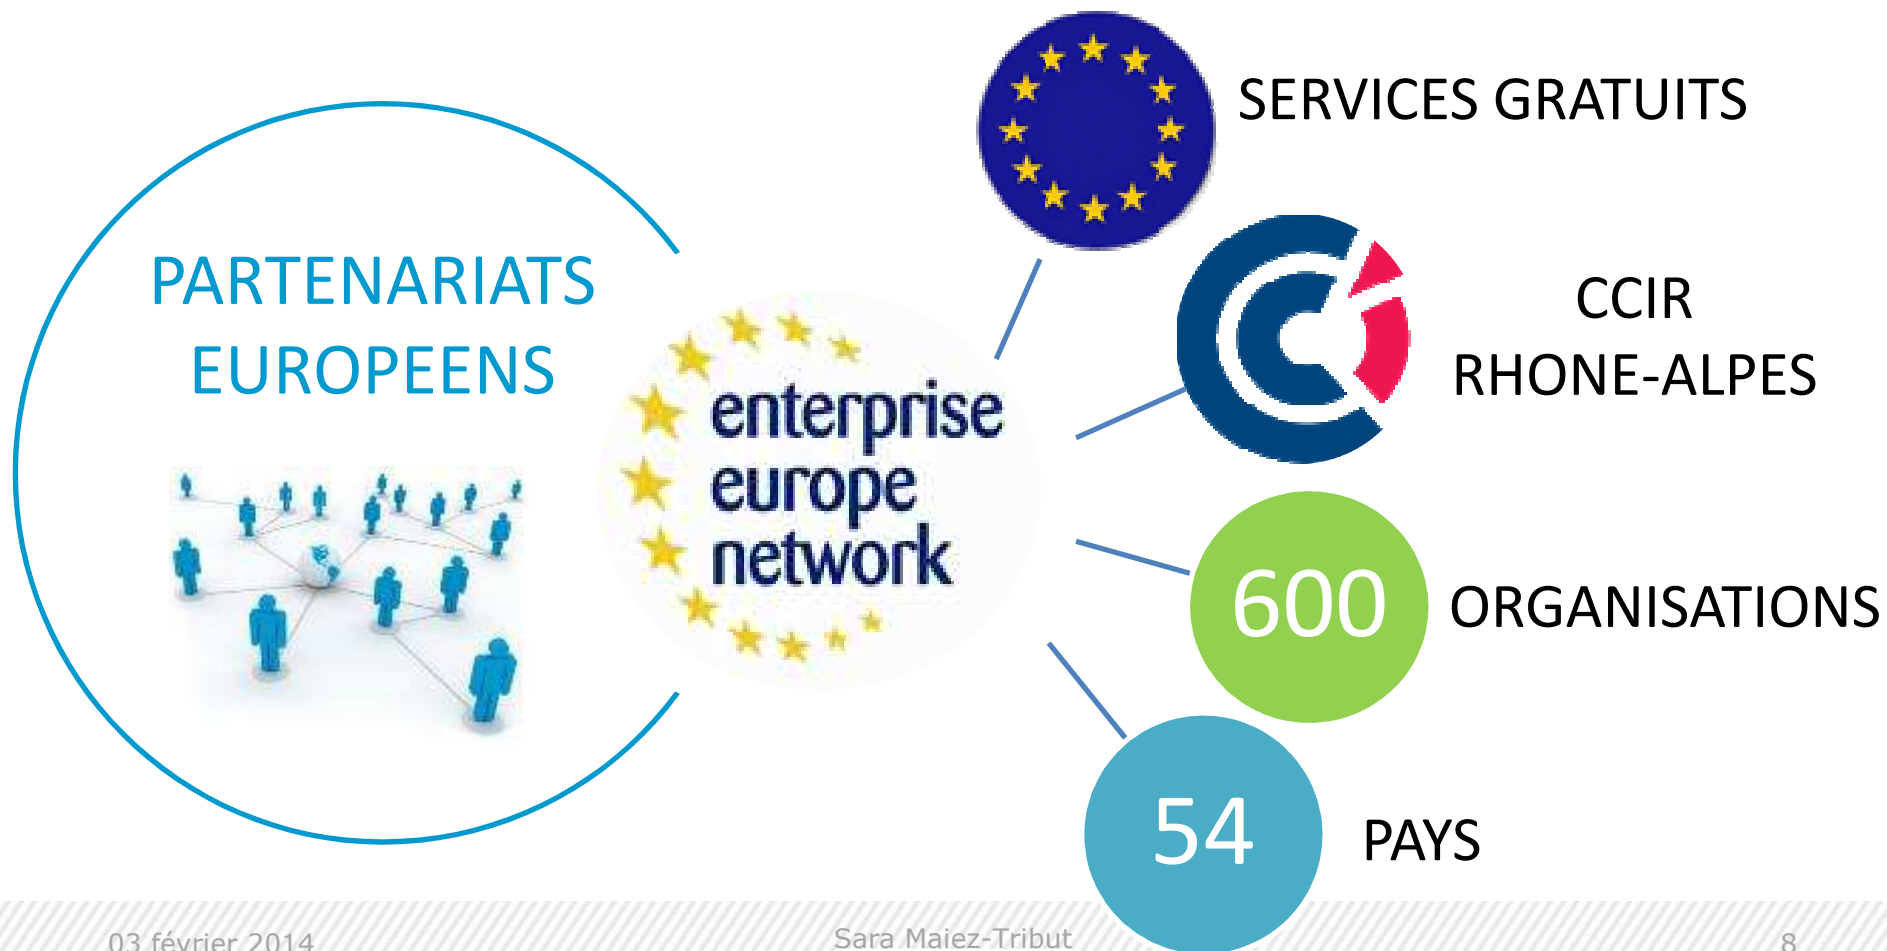 SERVICES GRATUITS
PARTENARIATS
EUROPEENS
enterprise
europe
network
CCIR
RHONE-ALPES
600
ORGANISATIONS
54
PAYS
03 février 2014
Sara Maiez-Tribut
8